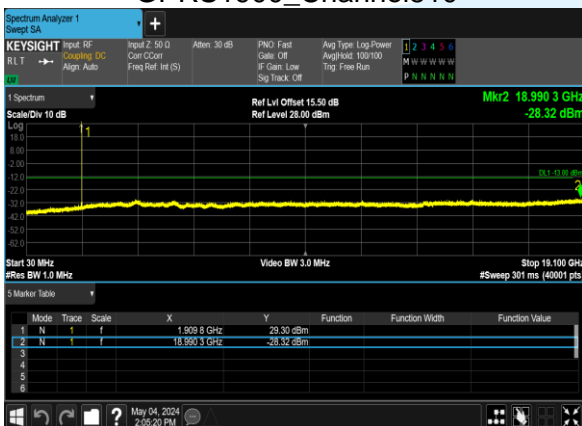 Spectrum Analyzer 1
Swept SA
+
KEYSIGHT
RLT
Input: RF
Coupling: DC
Align: Auto
Input Z: 50 Ω
Corr CCorr
Freq Ref: Int (S)
Atten: 30 dB
PNO: Fast
Gate: Off
IF Gain: Low
Sig Track: Off
Avg Type: Log-Power
Avg|Hold: 100/100
Trig: Free Run
1 2 3 4 5 6
M W W W W W
P N N N N N
1 Spectrum
Scale/Div 10 dB
Log
Ref Lvl Offset 15.50 dB
Ref Level 28.00 dBm
Mkr2 18.990 3 GHz
-28.32 dBm
18.0
8.00
-2.00
-12.0
-22.0
-32.0
-42.0
-52.0
-62.0
1
DL1 -13.00 dBm
2
Start 30 MHz
#Res BW 1.0 MHz
Video BW 3.0 MHz
Stop 19.100 GHz
#Sweep 301 ms (40001 pts)
5 Marker Table
Mode Trace Scale X Y Function Function Width Function Value
1 N 1 f 1.909 8 GHz 29.30 dBm
2 N 1 f 18.990 3 GHz -28.32 dBm
3
4
5
6
?
May 04, 2024
2:05:20 PM